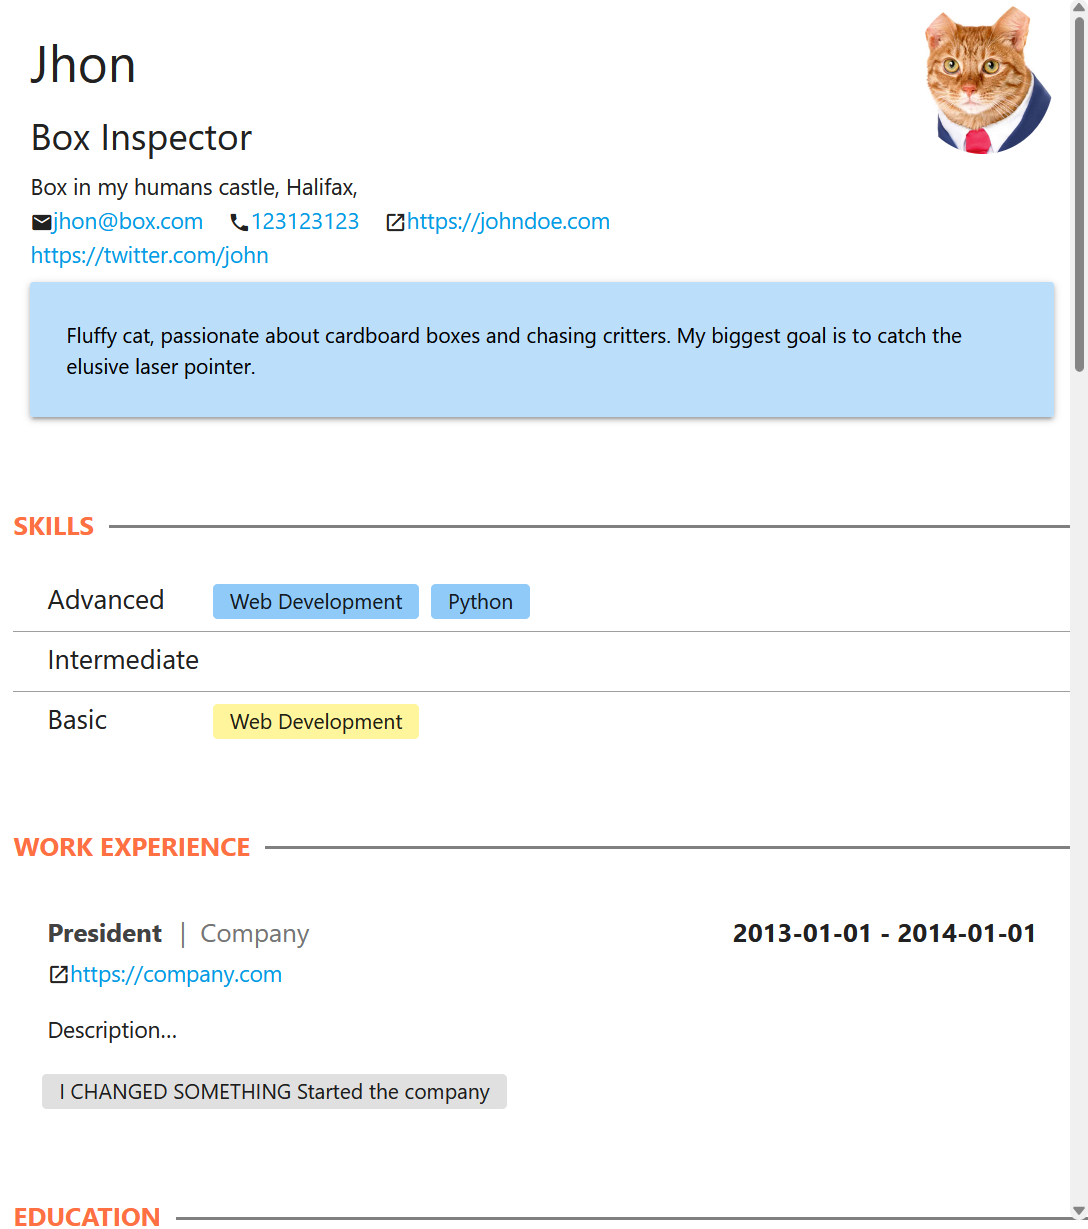 Jhon
Box Inspector
Box in my humans castle, Halifax,
jhon@box.com 123123123 https://johndoe.com
https://twitter.com/john
Fluffy cat, passionate about cardboard boxes and chasing critters. My biggest goal is to catch the
elusive laser pointer.
SKILLS
Advanced Web Development Python
Intermediate
Basic Web Development
WORK EXPERIENCE
President | Company 2013-01-01 - 2014-01-01
https://company.com
Description...
I CHANGED SOMETHING Started the company
EDUCATION